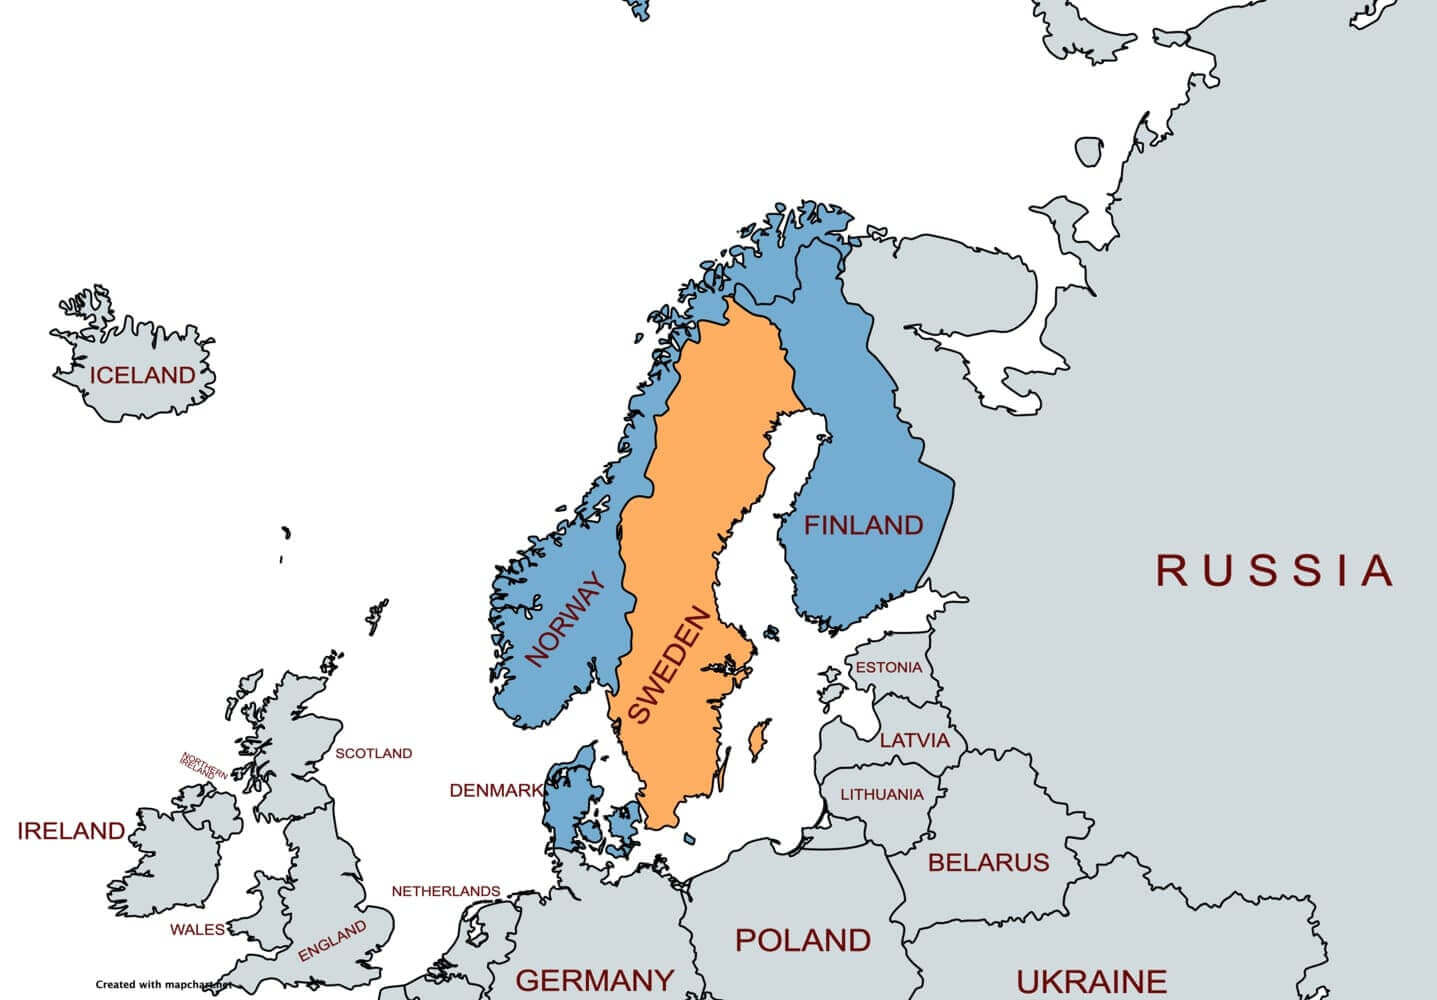 ICELAND
FINLAND
RUSSIA
NORWAY
SWEDEN
ESTONIA
SCOTLAND
LATVIA
NORTHERN
IRELAND
DENMARK
LITHUANIA
IRELAND
BELARUS
NETHERLANDS
WALES
ENGLAND
POLAND
GERMANY
UKRAINE
Created with mapchart.net